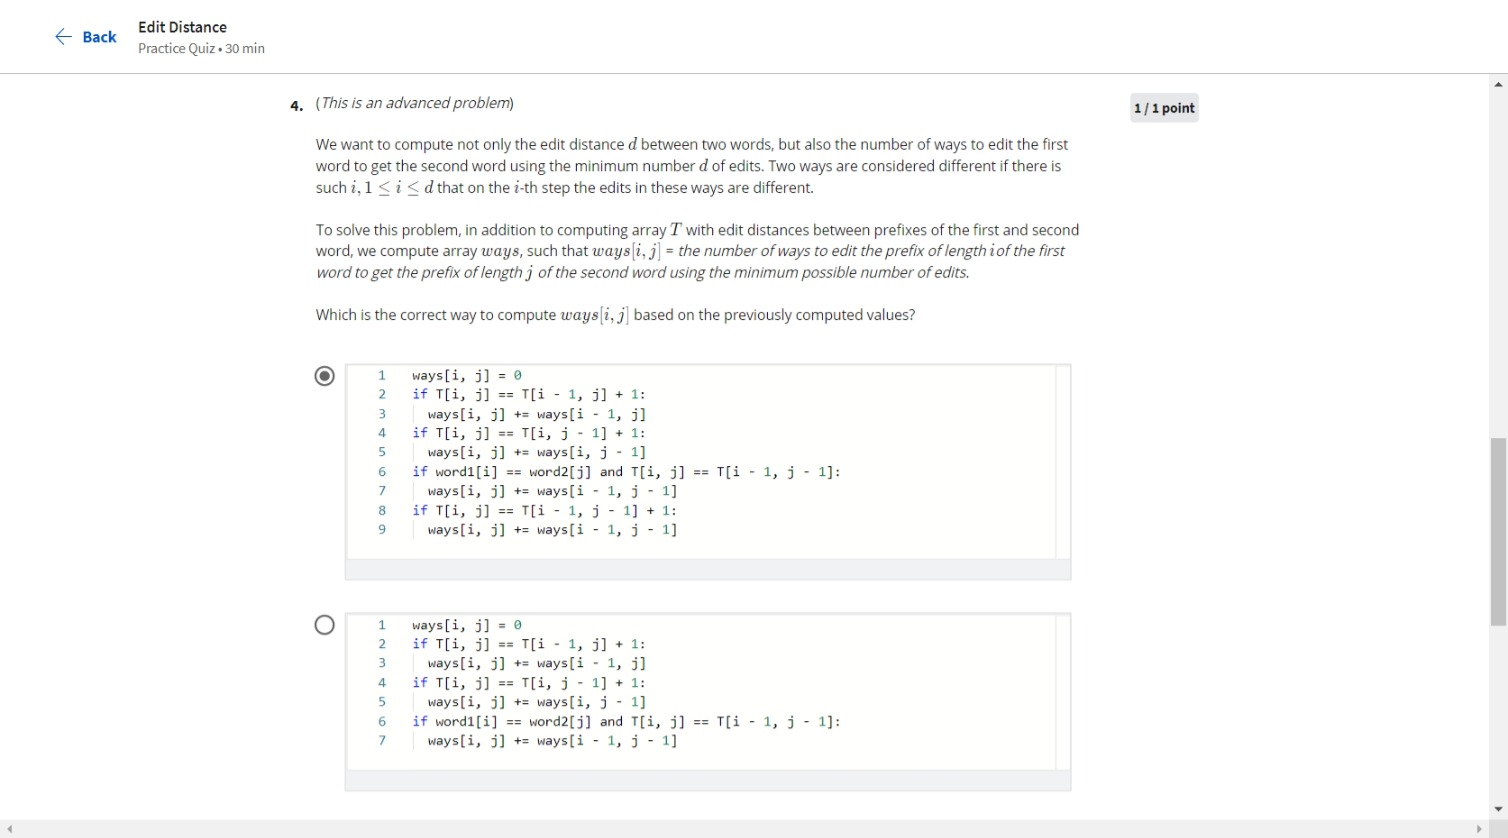 Back
Edit Distance
Practice Quiz • 30 min
4. (This is an advanced problem)
1 / 1 point
We want to compute not only the edit distance d between two words, but also the number of ways to edit the first
word to get the second word using the minimum number d of edits. Two ways are considered different if there is
such i, 1 ≤ i ≤ d that on the i-th step the edits in these ways are different.
To solve this problem, in addition to computing array T with edit distances between prefixes of the first and second
word, we compute array ways, such that ways[i, j] = the number of ways to edit the prefix of length i of the first
word to get the prefix of length j of the second word using the minimum possible number of edits.
Which is the correct way to compute ways[i, j] based on the previously computed values?
1 ways[i, j] = 0
2 if T[i, j] == T[i - 1, j] + 1:
3 ways[i, j] += ways[i - 1, j]
4 if T[i, j] == T[i, j - 1] + 1:
5 ways[i, j] += ways[i, j - 1]
6 if word1[i] == word2[j] and T[i, j] == T[i - 1, j - 1]:
7 ways[i, j] += ways[i - 1, j - 1]
8 if T[i, j] == T[i - 1, j - 1] + 1:
9 ways[i, j] += ways[i - 1, j - 1]
1 ways[i, j] = 0
2 if T[i, j] == T[i - 1, j] + 1:
3 ways[i, j] += ways[i - 1, j]
4 if T[i, j] == T[i, j - 1] + 1:
5 ways[i, j] += ways[i, j - 1]
6 if word1[i] == word2[j] and T[i, j] == T[i - 1, j - 1]:
7 ways[i, j] += ways[i - 1, j - 1]